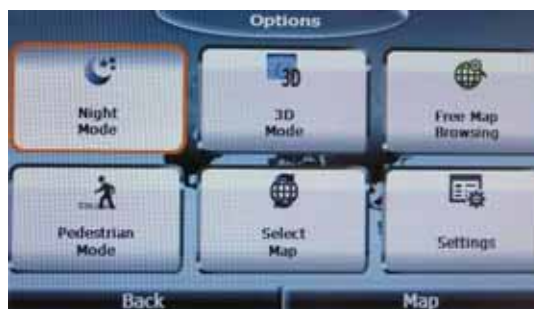 Options
Night
Mode
3D
3D
Mode
Free Map
Browsing
Pedestrian
Mode
Select
Map
Settings
Back
Map